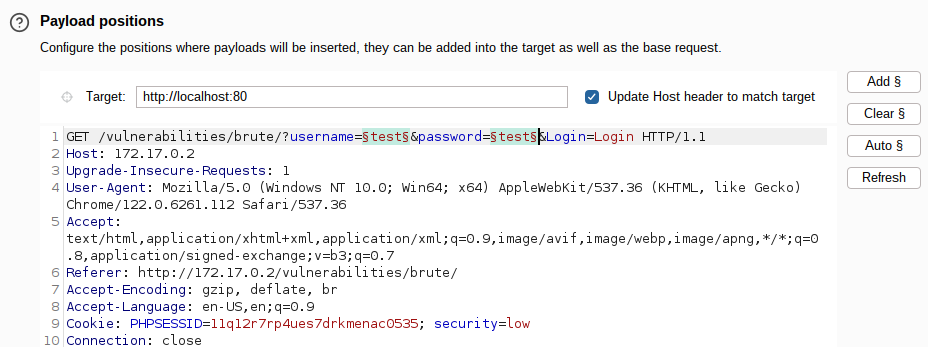 Payload positions
Configure the positions where payloads will be inserted, they can be added into the target as well as the base request.
Target: http://localhost:80 Update Host header to match target
Add §
Clear §
Auto §
Refresh
1 GET /vulnerabilities/brute/?username=§test§&password=§test§&Login=Login HTTP/1.1
2 Host: 172.17.0.2
3 Upgrade-Insecure-Requests: 1
4 User-Agent: Mozilla/5.0 (Windows NT 10.0; Win64; x64) AppleWebKit/537.36 (KHTML, like Gecko)
Chrome/122.0.6261.112 Safari/537.36
5 Accept:
text/html,application/xhtml+xml,application/xml;q=0.9,image/avif,image/webp,image/apng,*/*;q=0
.8,application/signed-exchange;v=b3;q=0.7
6 Referer: http://172.17.0.2/vulnerabilities/brute/
7 Accept-Encoding: gzip, deflate, br
8 Accept-Language: en-US,en;q=0.9
9 Cookie: PHPSESSID=11q12r7rp4ues7drkmenac0535; security=low
10 Connection: close